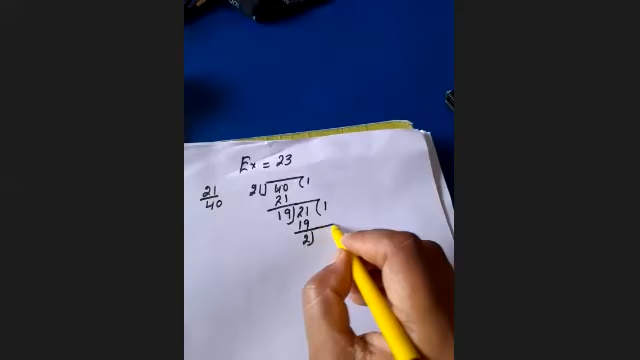 Ex = 23
21/40
21) 40 (1
21
19) 21 (1
19
2)